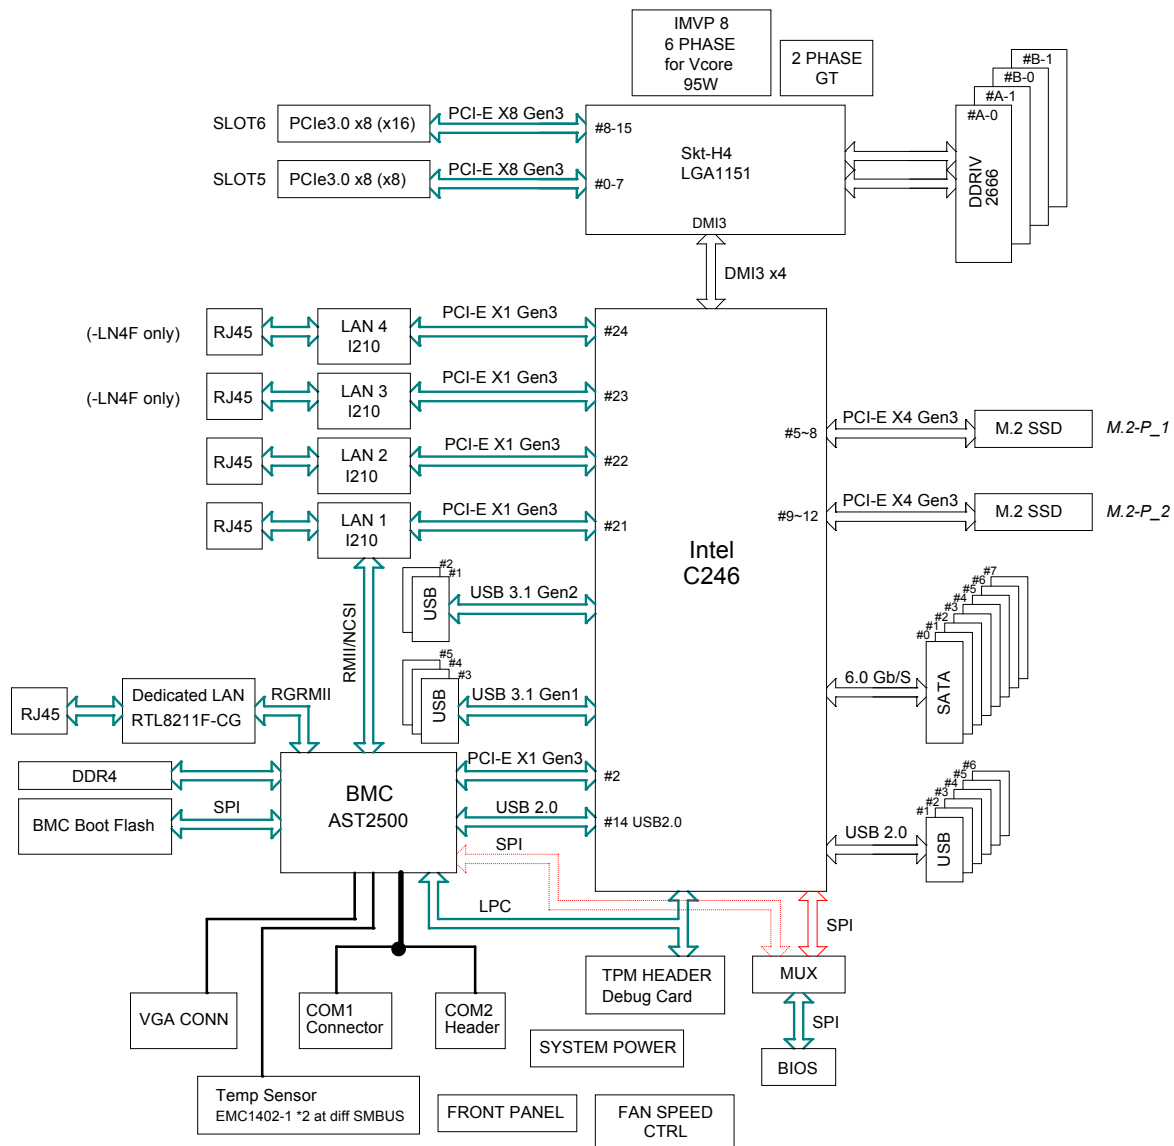 IMVP 8
6 PHASE
for Vcore
95W
2 PHASE
GT
#B-1
#B-0
#A-1
#A-0
DDRIV
2666
SLOT6
PCIe3.0 x8 (x16)
PCI-E X8 Gen3
#8-15
SLOT5
PCIe3.0 x8 (x8)
PCI-E X8 Gen3
#0-7
Skt-H4
LGA1151
DMI3
DMI3 x4
(-LN4F only)
RJ45
LAN 4
I210
PCI-E X1 Gen3
#24
(-LN4F only)
RJ45
LAN 3
I210
PCI-E X1 Gen3
#23
RJ45
LAN 2
I210
PCI-E X1 Gen3
#22
RJ45
LAN 1
I210
PCI-E X1 Gen3
#21
Intel
C246
#5~8
PCI-E X4 Gen3
M.2 SSD
M.2-P_1
#9~12
PCI-E X4 Gen3
M.2 SSD
M.2-P_2
RMII/NCSI
#2
#1
USB
USB 3.1 Gen2
#5
#4
#3
USB
USB 3.1 Gen1
#7
#6
#5
#4
#3
#2
#1
#0
SATA
6.0 Gb/S
RJ45
Dedicated LAN
RTL8211F-CG
RGRMII
DDR4
BMC Boot Flash
SPI
BMC
AST2500
PCI-E X1 Gen3
#2
USB 2.0
#14 USB2.0
SPI
LPC
#6
#5
#4
#3
#2
#1
USB
USB 2.0
SPI
MUX
SPI
BIOS
TPM HEADER
Debug Card
VGA CONN
COM1
Connector
COM2
Header
SYSTEM POWER
Temp Sensor
EMC1402-1 *2 at diff SMBUS
FRONT PANEL
FAN SPEED
CTRL